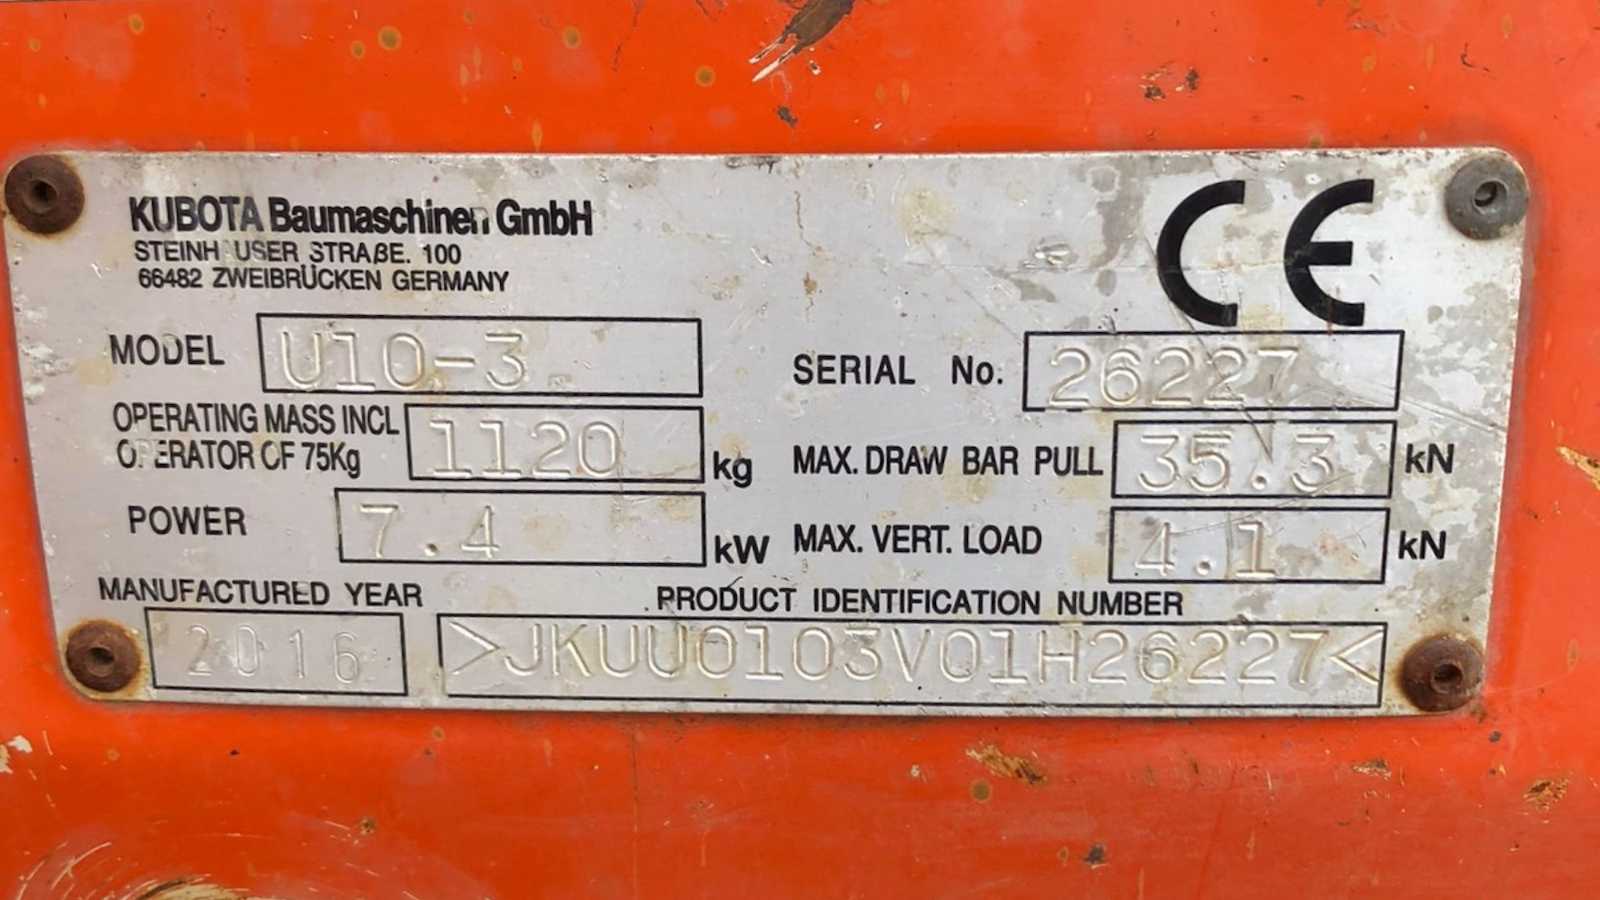 KUBOTA Baumaschinen GmbH
STEINHAUSER STRAßE. 100
66482 ZWEIBRÜCKEN GERMANY
CE
MODEL U10-3
SERIAL No. 26227
OPERATING MASS INCL
OPERATOR OF 75Kg 1120 kg
MAX. DRAW BAR PULL 35.3 kN
POWER 7.4 kW
MAX. VERT. LOAD 4.1 kN
MANUFACTURED YEAR
2016
PRODUCT IDENTIFICATION NUMBER
>JKUU0103V01H26227<